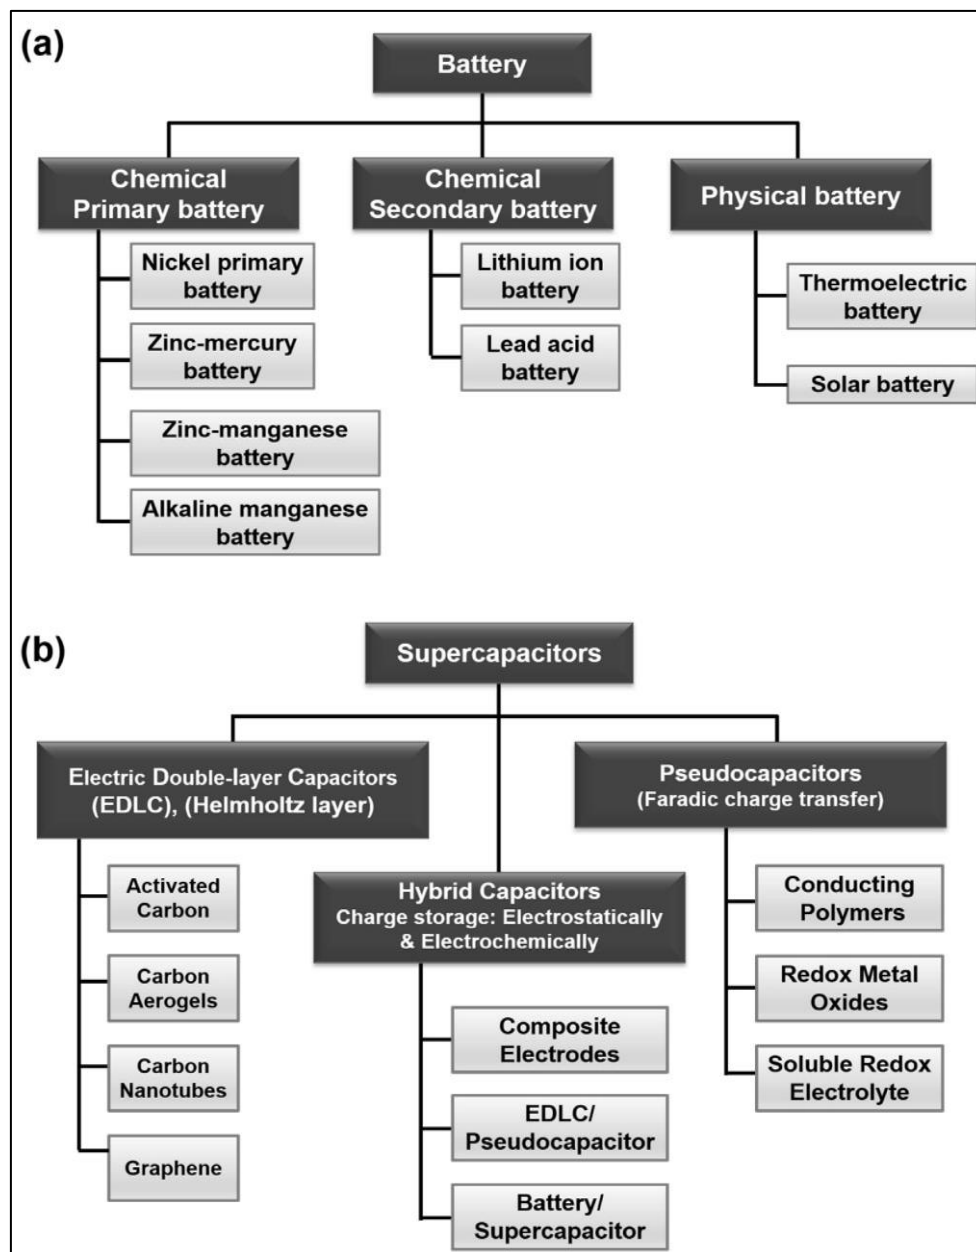 (a)
Battery
Chemical
Primary battery
Nickel primary
battery
Zinc-mercury
battery
Zinc-manganese
battery
Alkaline manganese
battery
Chemical
Secondary battery
Lithium ion
battery
Lead acid
battery
Physical battery
Thermoelectric
battery
Solar battery
(b)
Supercapacitors
Electric Double-layer Capacitors
(EDLC), (Helmholtz layer)
Activated
Carbon
Carbon
Aerogels
Carbon
Nanotubes
Graphene
Hybrid Capacitors
Charge storage: Electrostatically
& Electrochemically
Composite
Electrodes
EDLC/
Pseudocapacitor
Battery/
Supercapacitor
Pseudocapacitors
(Faradic charge transfer)
Conducting
Polymers
Redox Metal
Oxides
Soluble Redox
Electrolyte